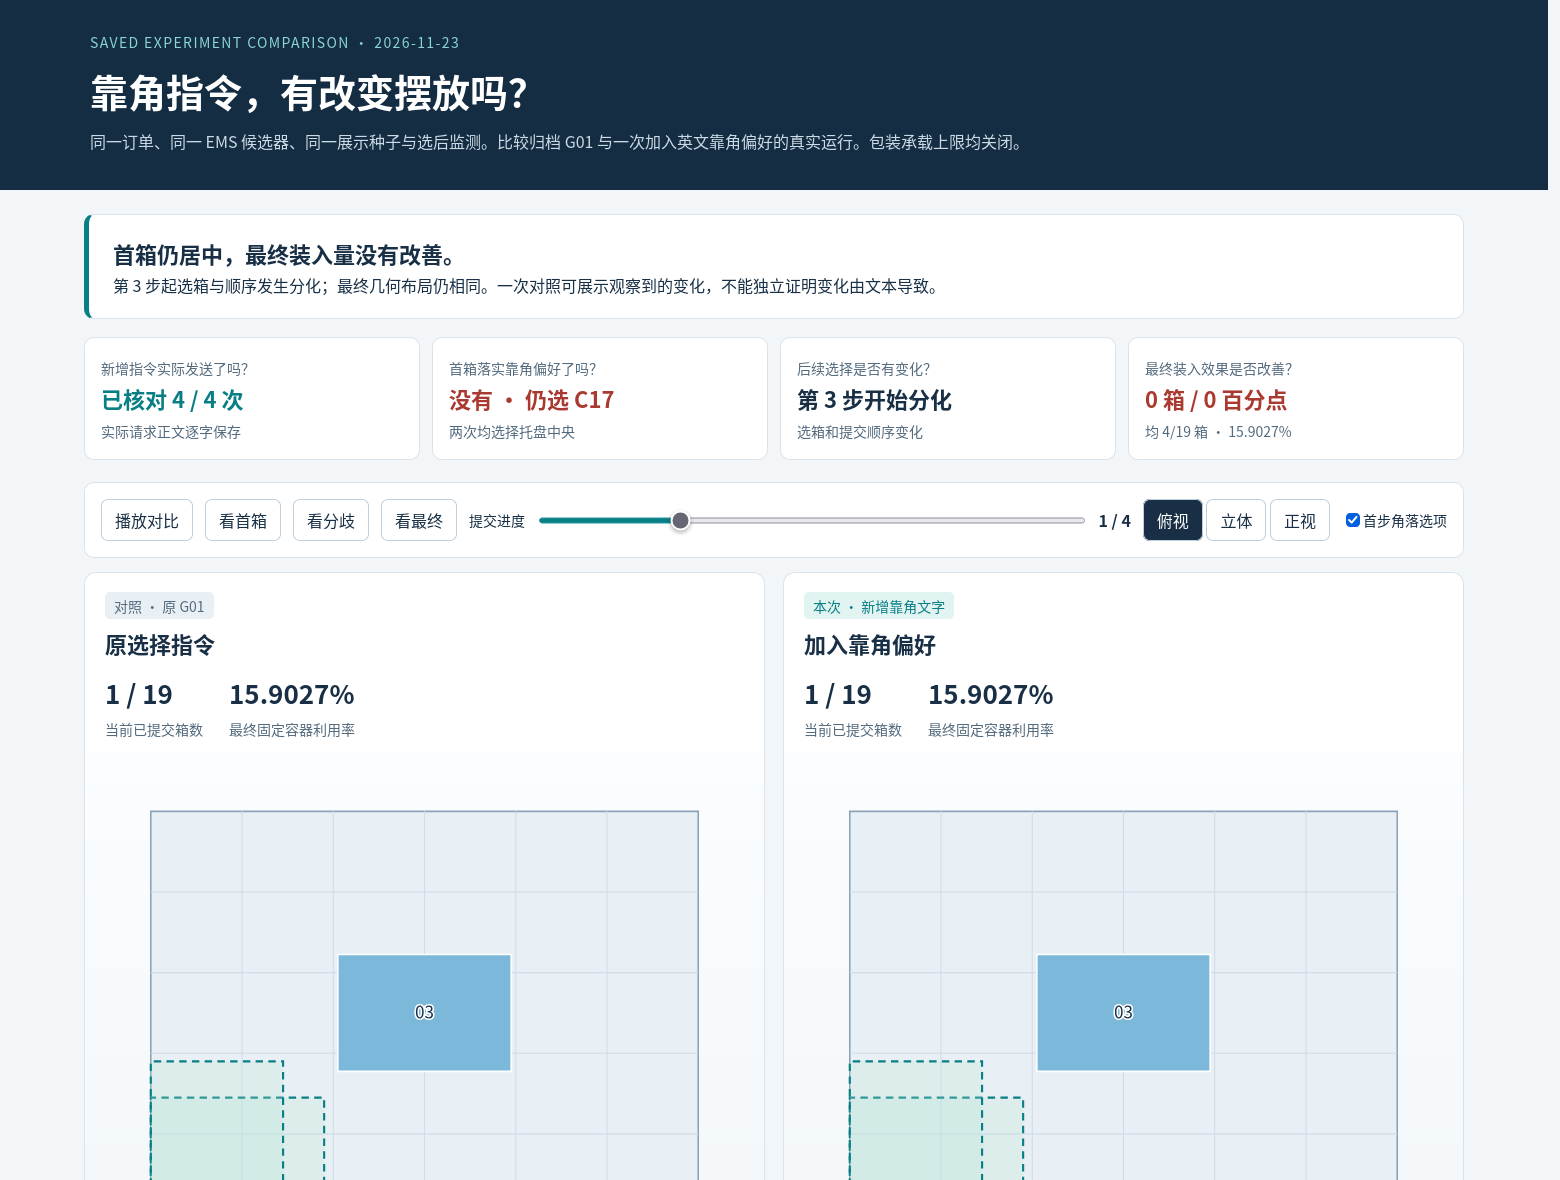 SAVED EXPERIMENT COMPARISON · 2026-11-23
靠角指令，有改变摆放吗？
同一订单、同一 EMS 候选器、同一展示种子与选后监测。比较归档 G01 与一次加入英文靠角偏好的真实运行。包装承载上限均关闭。
首箱仍居中，最终装入量没有改善。
第 3 步起选箱与顺序发生分化；最终几何布局仍相同。一次对照可展示观察到的变化，不能独立证明变化由文本导致。
新增指令实际发送了吗？
已核对 4 / 4 次
实际请求正文逐字保存
首箱落实靠角偏好了吗？
没有 · 仍选 C17
两次均选择托盘中央
后续选择是否有变化？
第 3 步开始分化
选箱和提交顺序变化
最终装入效果是否改善？
0 箱 / 0 百分点
均 4/19 箱 · 15.9027%
播放对比 看首箱 看分歧 看最终 提交进度 1 / 4 俯视 立体 正视 首步角落选项
对照 · 原 G01
原选择指令
1 / 19 15.9027%
当前已提交箱数 最终固定容器利用率
03
本次 · 新增靠角文字
加入靠角偏好
1 / 19 15.9027%
当前已提交箱数 最终固定容器利用率
03